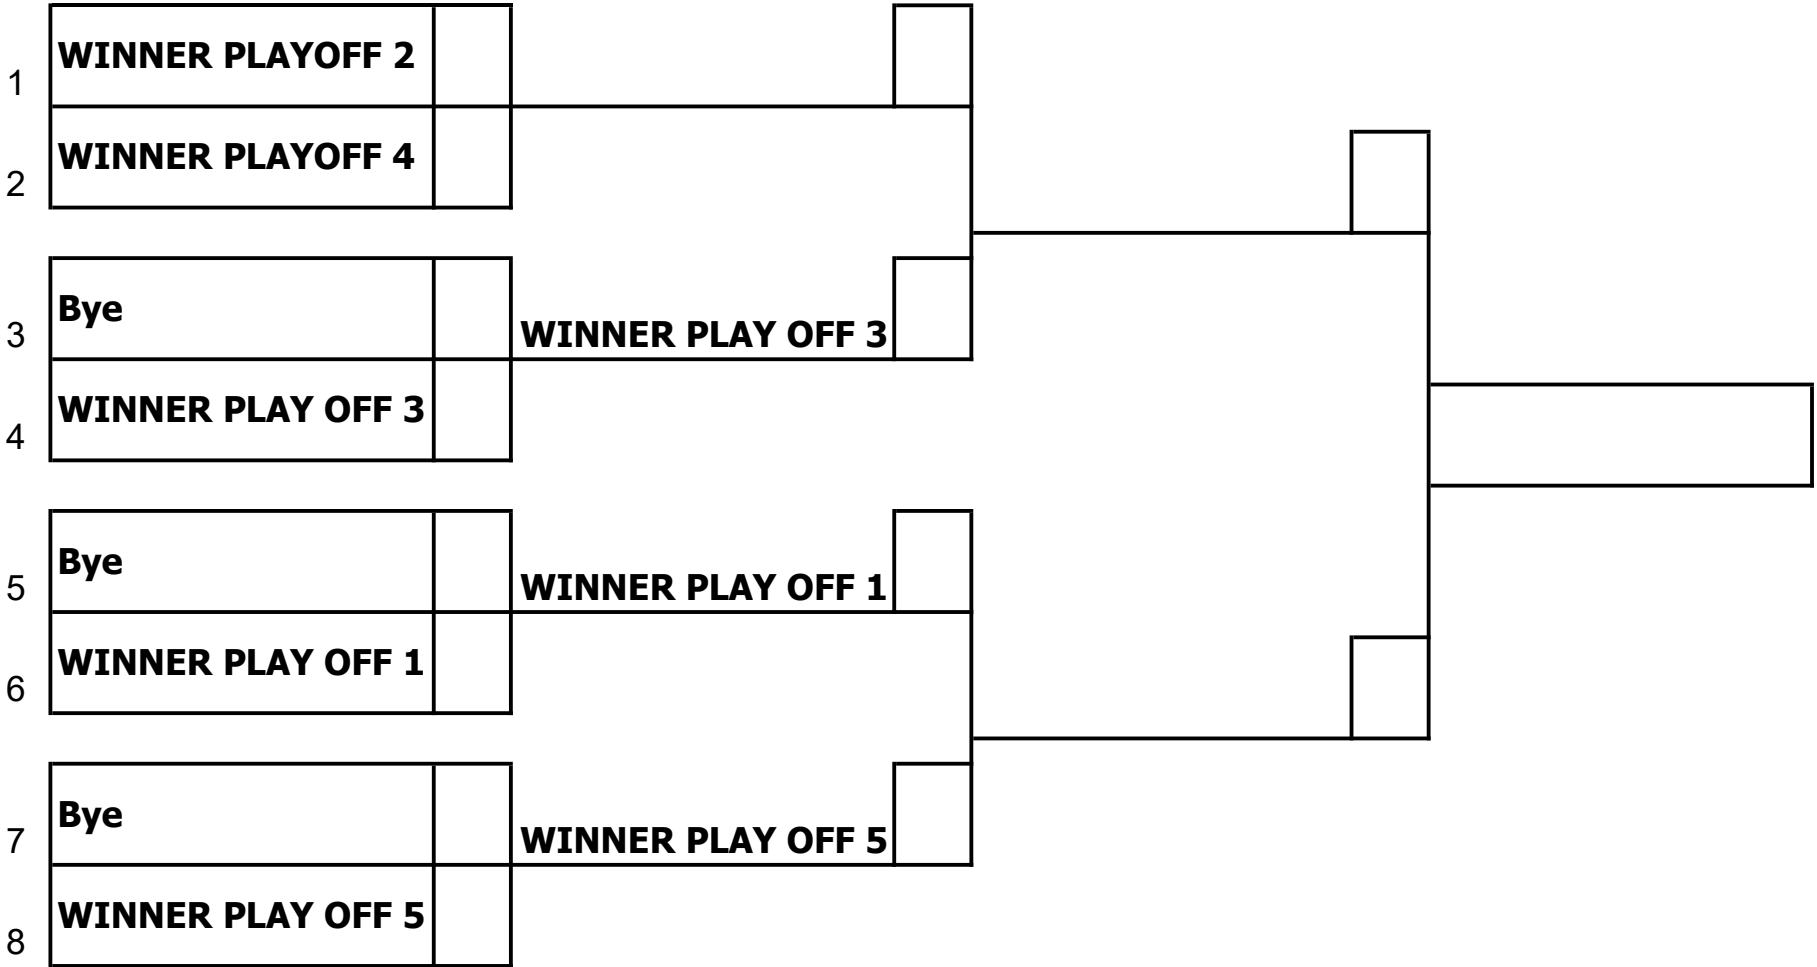 1 WINNER PLAYOFF 2
2 WINNER PLAYOFF 4
3 Bye
WINNER PLAY OFF 3
4 WINNER PLAY OFF 3
5 Bye
WINNER PLAY OFF 1
6 WINNER PLAY OFF 1
7 Bye
WINNER PLAY OFF 5
8 WINNER PLAY OFF 5